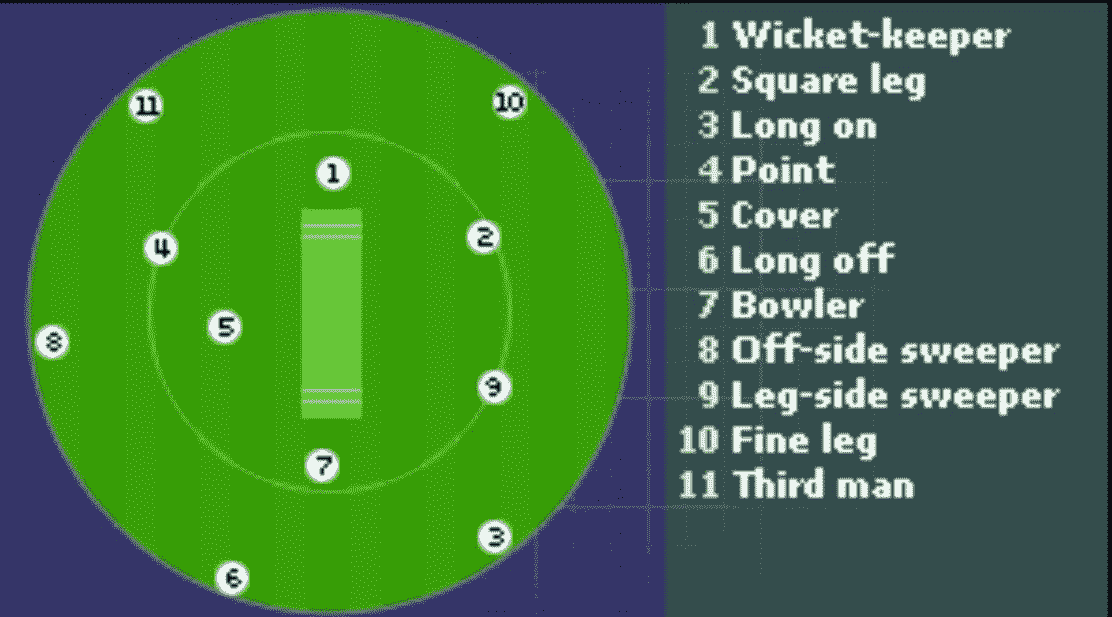 11
10
1
4
2
5
8
9
7
3
6
1 Wicket-keeper
2 Square leg
3 Long on
4 Point
5 Cover
6 Long off
7 Bowler
8 Off-side sweeper
9 Leg-side sweeper
10 Fine leg
11 Third man